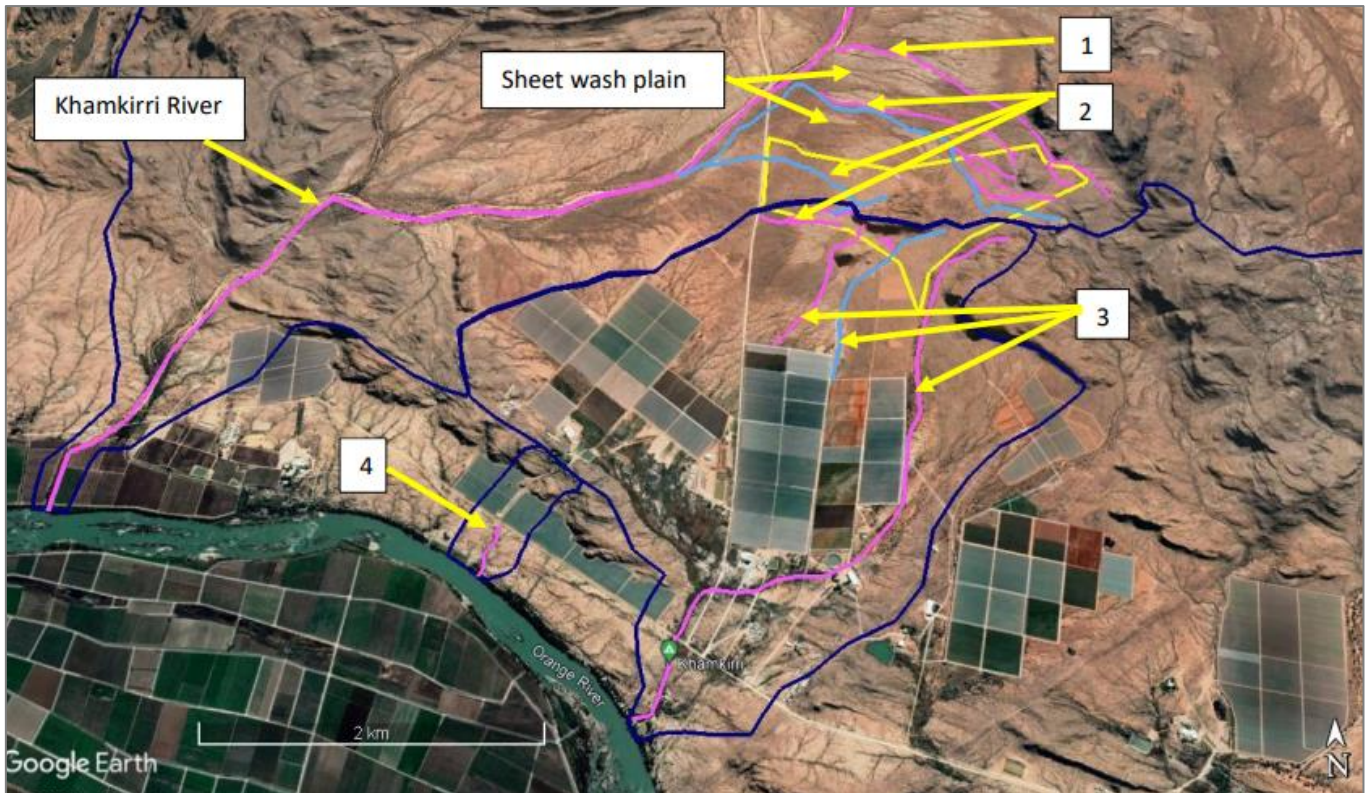 1
Sheet wash plain
Khamkirri River
2
3
4
Khamkirri
Orange River
2 km
Google Earth
N